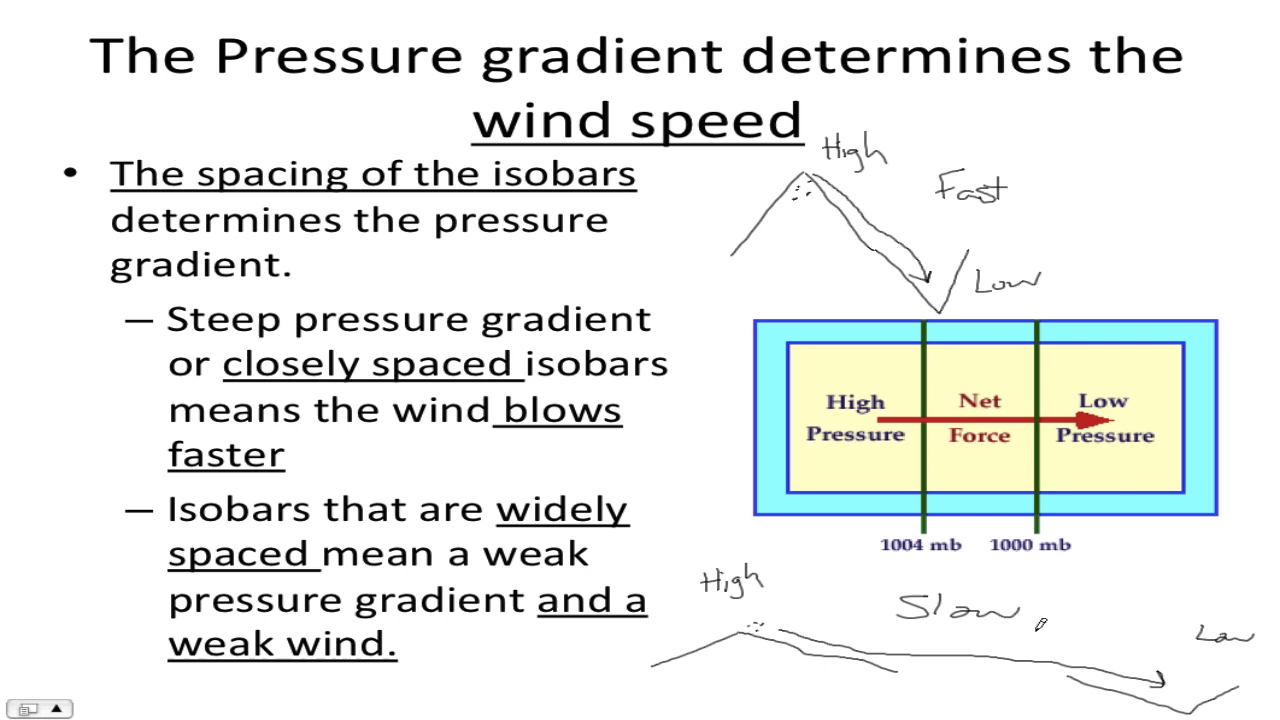 The Pressure gradient determines the
wind speed
• The spacing of the isobars
determines the pressure
gradient.
– Steep pressure gradient
or closely spaced isobars
means the wind blows
faster
– Isobars that are widely
spaced mean a weak
pressure gradient and a
weak wind.
High
Fast
Low
High
Pressure
Net
Force
Low
Pressure
1004 mb
1000 mb
High
Slow
Low